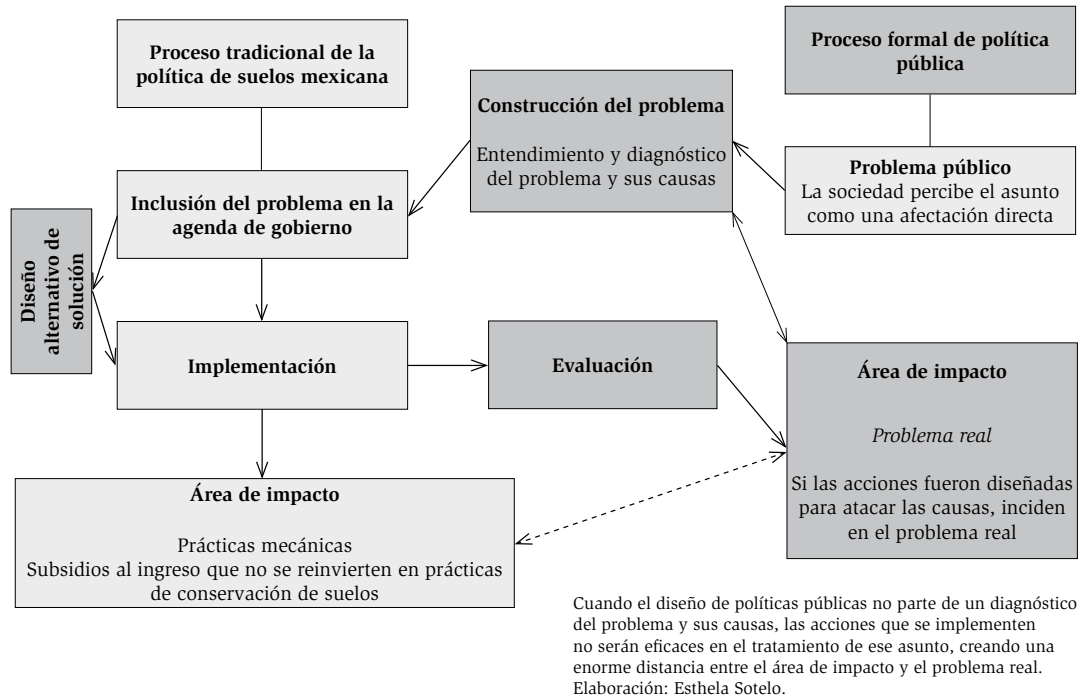 Proceso tradicional de la
política de suelos mexicana
Proceso formal de política
pública
Construcción del problema
Entendimiento y diagnóstico
del problema y sus causas
Problema público
La sociedad percibe el asunto
como una afectación directa
Inclusión del problema en la
agenda de gobierno
Diseño
alternativo de
solución
Implementación
Evaluación
Área de impacto
Problema real
Si las acciones fueron diseñadas
para atacar las causas, inciden
en el problema real
Área de impacto
Prácticas mecánicas
Subsidios al ingreso que no se reinvierten en prácticas
de conservación de suelos
Cuando el diseño de políticas públicas no parte de un diagnóstico
del problema y sus causas, las acciones que se implementen
no serán eficaces en el tratamiento de ese asunto, creando una
enorme distancia entre el área de impacto y el problema real.
Elaboración: Esthela Sotelo.